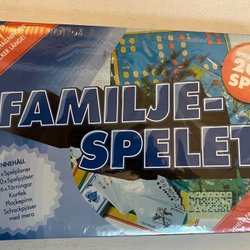 FAMILJE-
SPELET
INNEHÅLL
Spelplaner
Spelpjäser
Tärningar
Kortlek
Plockepinn
Schackpjäser
med mera